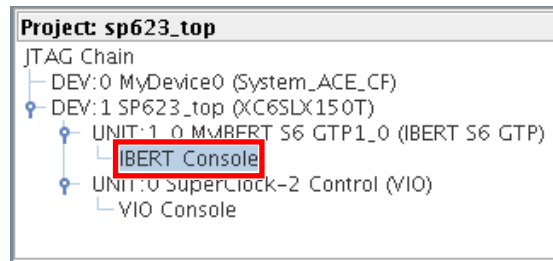 Project: sp623_top
JTAG Chain
DEV:0 MyDevice0 (System_ACE_CF)
DEV:1 SP623_top (XC6SLX150T)
UNIT:1_0 MyIBERT S6 GTP1_0 (IBERT S6 GTP)
IBERT Console
UNIT:0 SuperClock-2 Control (VIO)
VIO Console